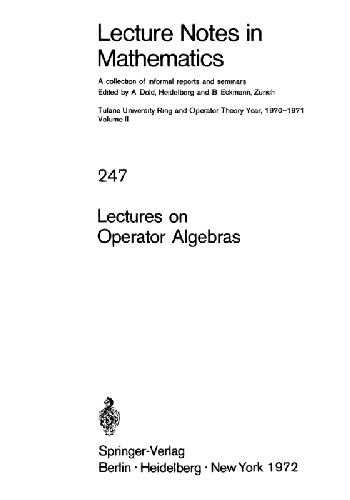 Lecture Notes in
Mathematics
A collection of informal reports and seminars
Edited by A. Dold, Heidelberg and B. Eckmann, Zürich
Tulane University Ring and Operator Theory Year, 1970–1971
Volume II
247
Lectures on
Operator Algebras
Springer-Verlag
Berlin · Heidelberg · New York 1972